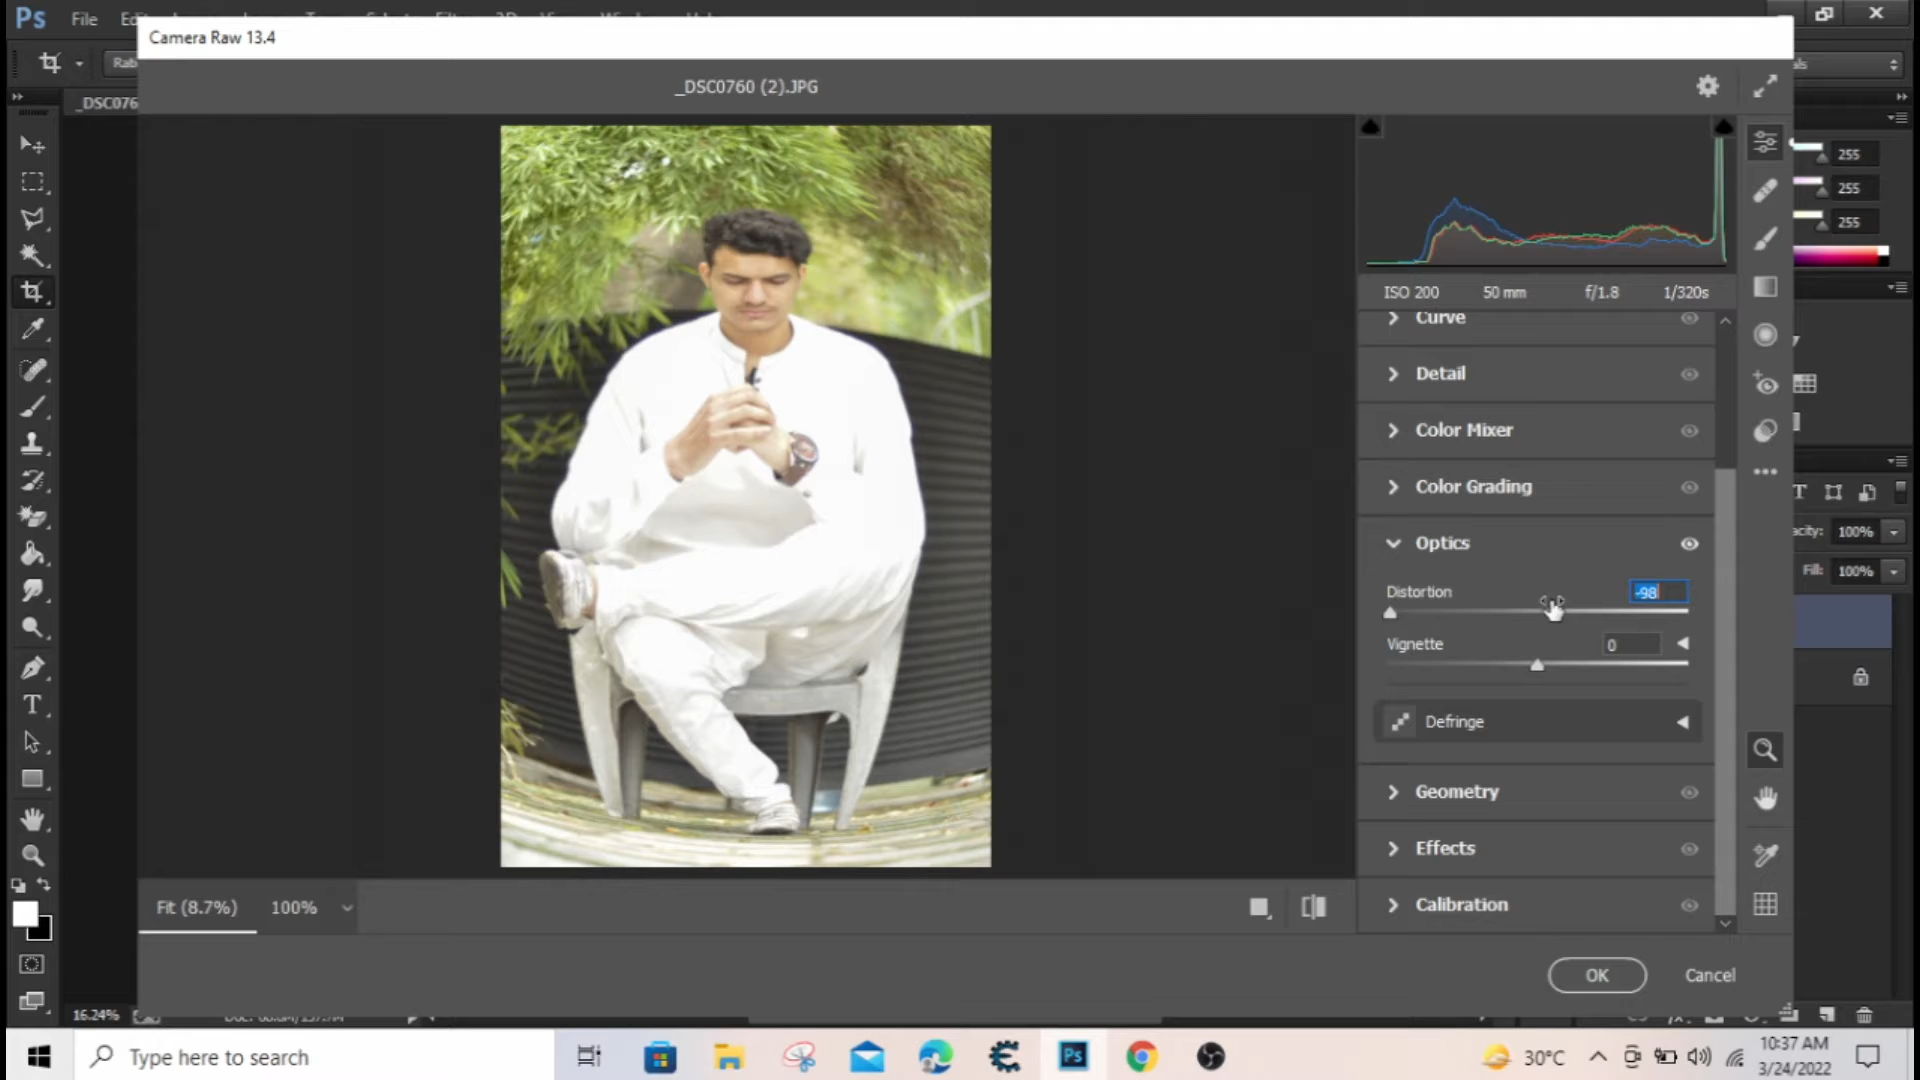 Ps File
Camera Raw 13.4
_DSC0760 (2).JPG
_DSC076
255
255
255
ISO 200 50 mm f/1.8 1/320s
Curve
Detail
Color Mixer
Color Grading
Optics
Distortion -98
Vignette 0
Defringe
Geometry
Effects
Calibration
acity: 100%
Fill: 100%
Fit (8.7%) 100%
OK Cancel
16.24%
Type here to search
Ps
30°C
10:37 AM
3/24/2022